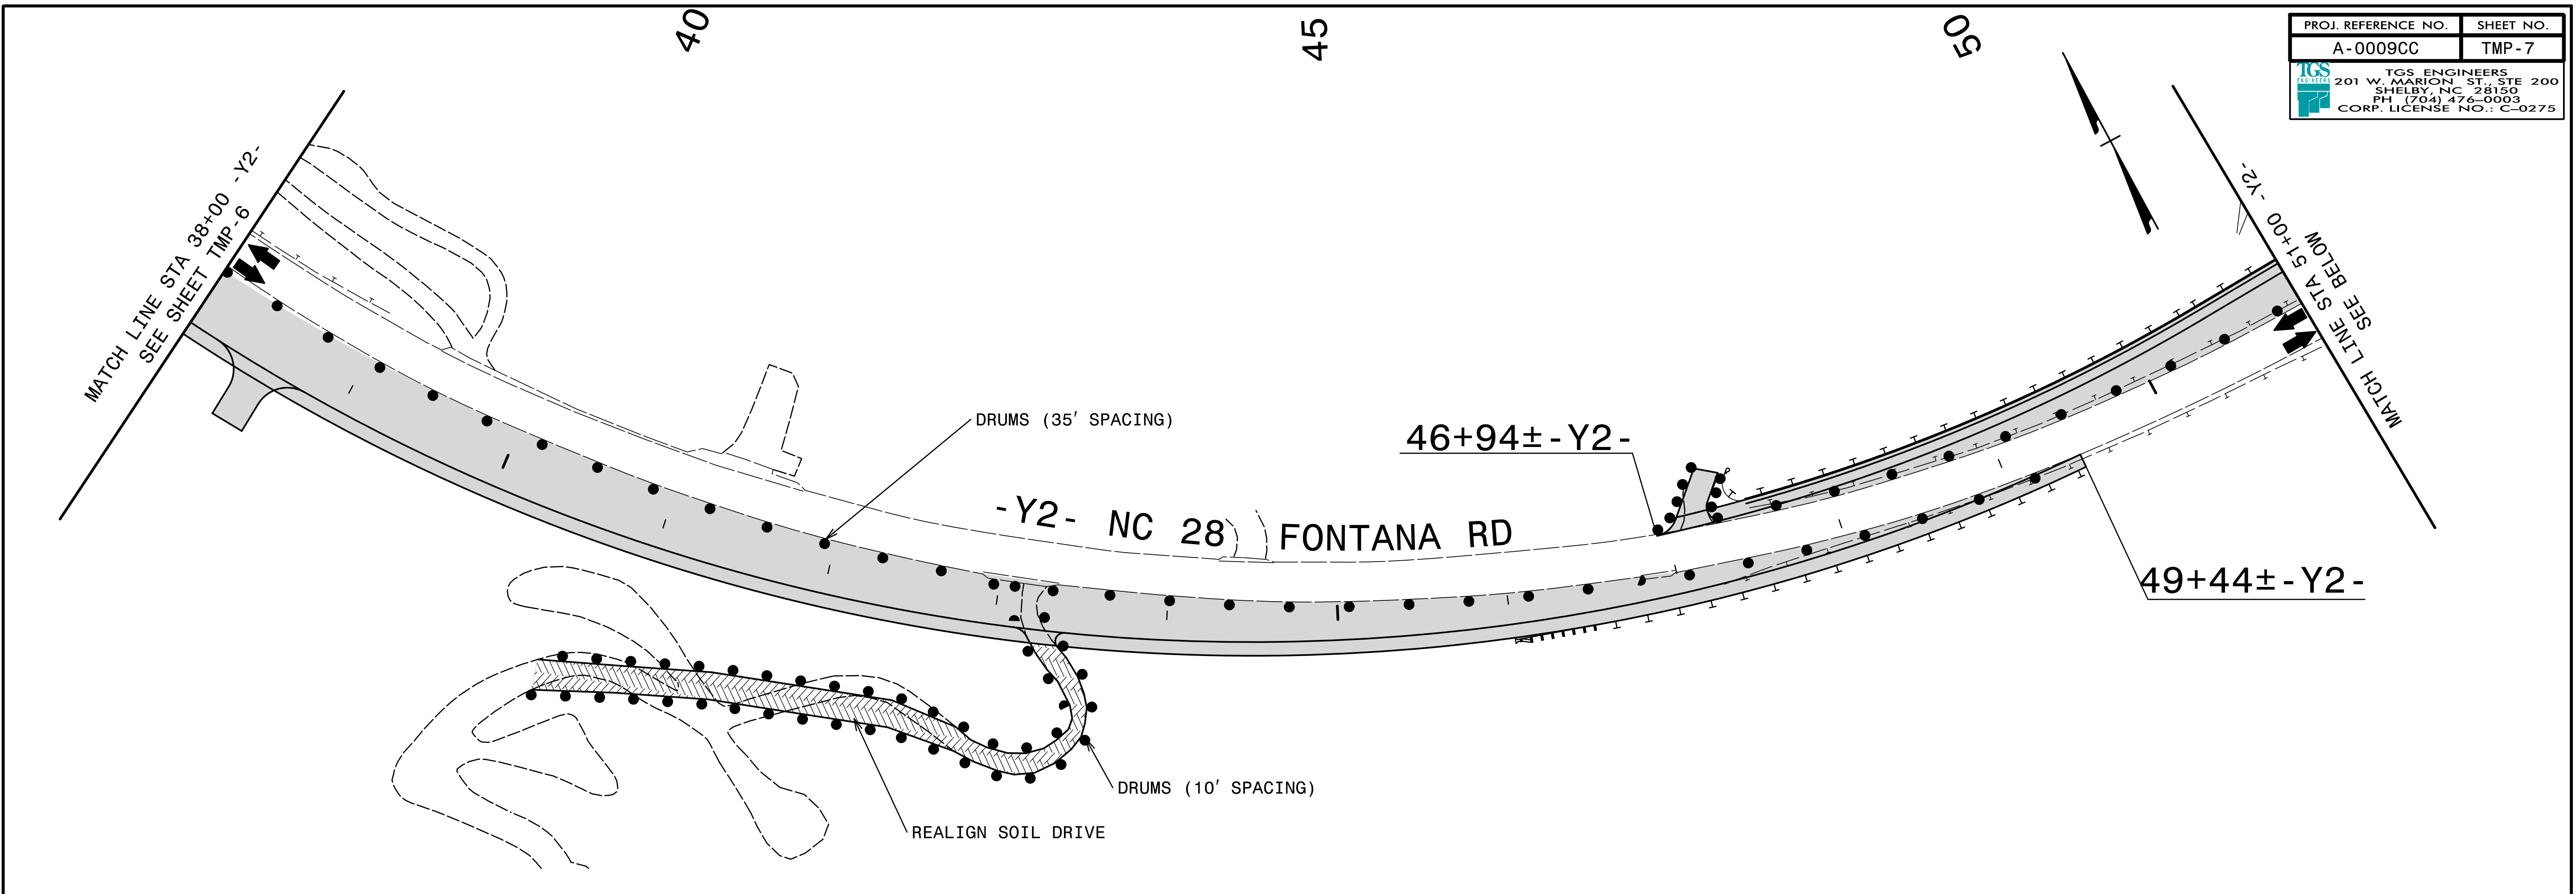 40
45
50
PROJ. REFERENCE NO.
SHEET NO.
A-0009CC
TMP-7
TGS
ENGINEERS
TGS ENGINEERS
201 W. MARION ST., STE 200
SHELBY, NC 28150
PH (704) 476-0003
CORP. LICENSE NO.: C-0275
MATCH LINE STA 38+00 -Y2-
SEE SHEET TMP-6
MATCH LINE STA 51+00 -Y2-
SEE BELOW
DRUMS (35' SPACING)
46+94±-Y2-
-Y2- NC 28 FONTANA RD
49+44±-Y2-
DRUMS (10' SPACING)
REALIGN SOIL DRIVE